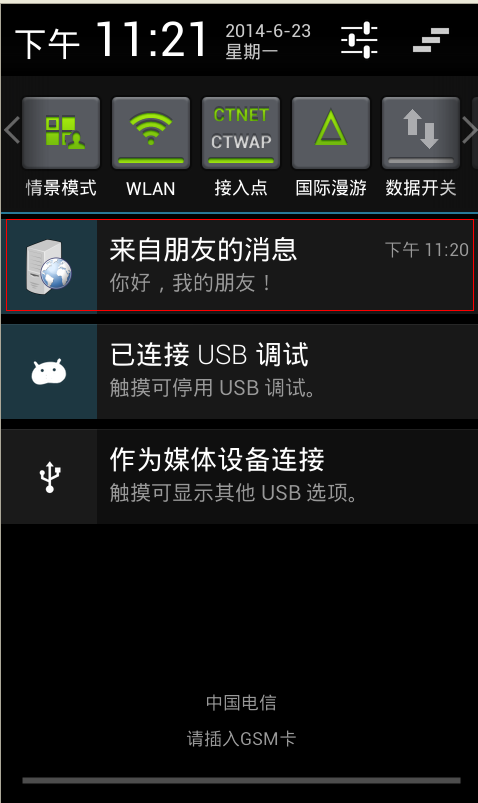 下午 11:21
2014-6-23
星期一
CTNET
CTWAP
情景模式 WLAN 接入点 国际漫游 数据开关
来自朋友的消息 下午 11:20
你好，我的朋友！
已连接 USB 调试
触摸可停用 USB 调试。
作为媒体设备连接
触摸可显示其他 USB 选项。
中国电信
请插入GSM卡